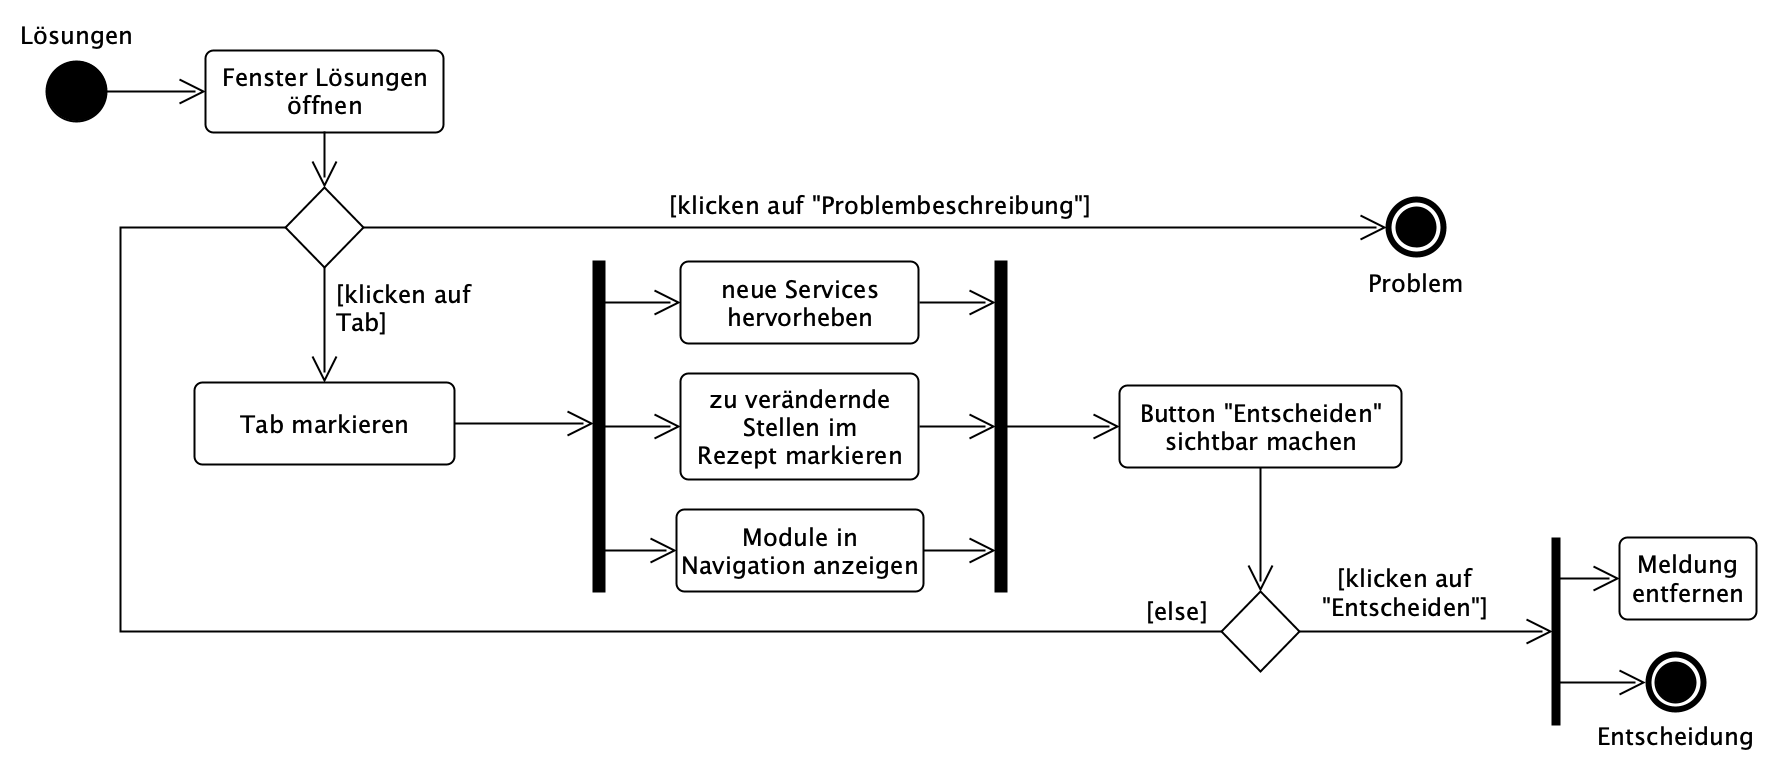 Lösungen
Fenster Lösungen
öffnen
[klicken auf "Problembeschreibung"]
Problem
[klicken auf
Tab]
neue Services
hervorheben
Tab markieren
zu verändernde
Stellen im
Rezept markieren
Button "Entscheiden"
sichtbar machen
Module in
Navigation anzeigen
[else]
[klicken auf
"Entscheiden"]
Meldung
entfernen
Entscheidung